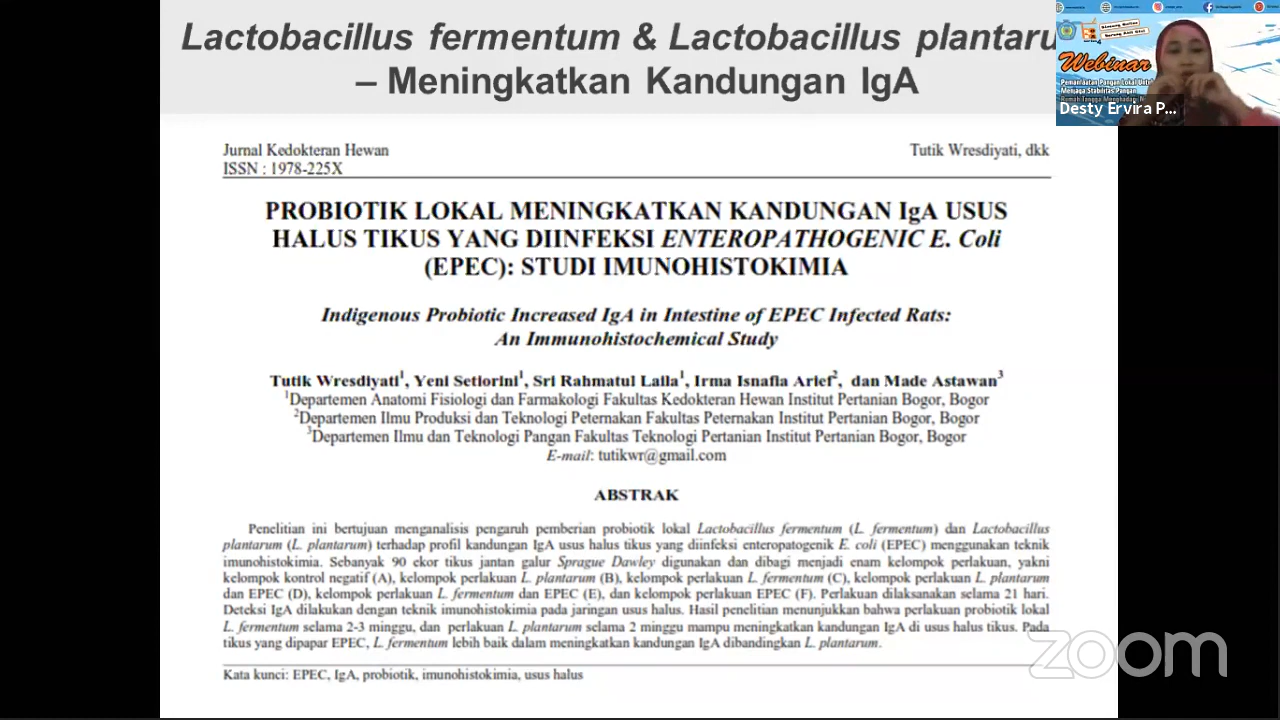 Lactobacillus fermentum & Lactobacillus plantaru
– Meningkatkan Kandungan IgA
Webinar
Pemanfaatan Pangan Lokal Untuk
Menjaga Stabilitas Pangan
Desty Ervira P...
Jurnal Kedokteran Hewan
Tutik Wresdiyati, dkk
ISSN : 1978-225X
PROBIOTIK LOKAL MENINGKATKAN KANDUNGAN IgA USUS
HALUS TIKUS YANG DIINFEKSI ENTEROPATHOGENIC E. Coli
(EPEC): STUDI IMUNOHISTOKIMIA
Indigenous Probiotic Increased IgA in Intestine of EPEC Infected Rats:
An Immunohistochemical Study
Tutik Wresdiyati¹, Yeni Setiorini¹, Sri Rahmatul Laila¹, Irma Isnafia Arief², dan Made Astawan³
¹Departemen Anatomi Fisiologi dan Farmakologi Fakultas Kedokteran Hewan Institut Pertanian Bogor, Bogor
²Departemen Ilmu Produksi dan Teknologi Peternakan Fakultas Peternakan Institut Pertanian Bogor, Bogor
³Departemen Ilmu dan Teknologi Pangan Fakultas Teknologi Pertanian Institut Pertanian Bogor, Bogor
E-mail: tutikwr@gmail.com
ABSTRAK
Penelitian ini bertujuan menganalisis pengaruh pemberian probiotik lokal Lactobacillus fermentum (L. fermentum) dan Lactobacillus
plantarum (L. plantarum) terhadap profil kandungan IgA usus halus tikus yang diinfeksi enteropatogenik E. coli (EPEC) menggunakan teknik
imunohistokimia. Sebanyak 90 ekor tikus jantan galur Sprague Dawley digunakan dan dibagi menjadi enam kelompok perlakuan, yakni
kelompok kontrol negatif (A), kelompok perlakuan L. plantarum (B), kelompok perlakuan L. fermentum (C), kelompok perlakuan L. plantarum
dan EPEC (D), kelompok perlakuan L. fermentum dan EPEC (E), dan kelompok perlakuan EPEC (F). Perlakuan dilaksanakan selama 21 hari.
Deteksi IgA dilakukan dengan teknik imunohistokimia pada jaringan usus halus. Hasil penelitian menunjukkan bahwa perlakuan probiotik lokal
L. fermentum selama 2-3 minggu, dan perlakuan L. plantarum selama 2 minggu mampu meningkatkan kandungan IgA di usus halus tikus. Pada
tikus yang dipapar EPEC, L. fermentum lebih baik dalam meningkatkan kandungan IgA dibandingkan L. plantarum.
Kata kunci: EPEC, IgA, probiotik, imunohistokimia, usus halus
zoom